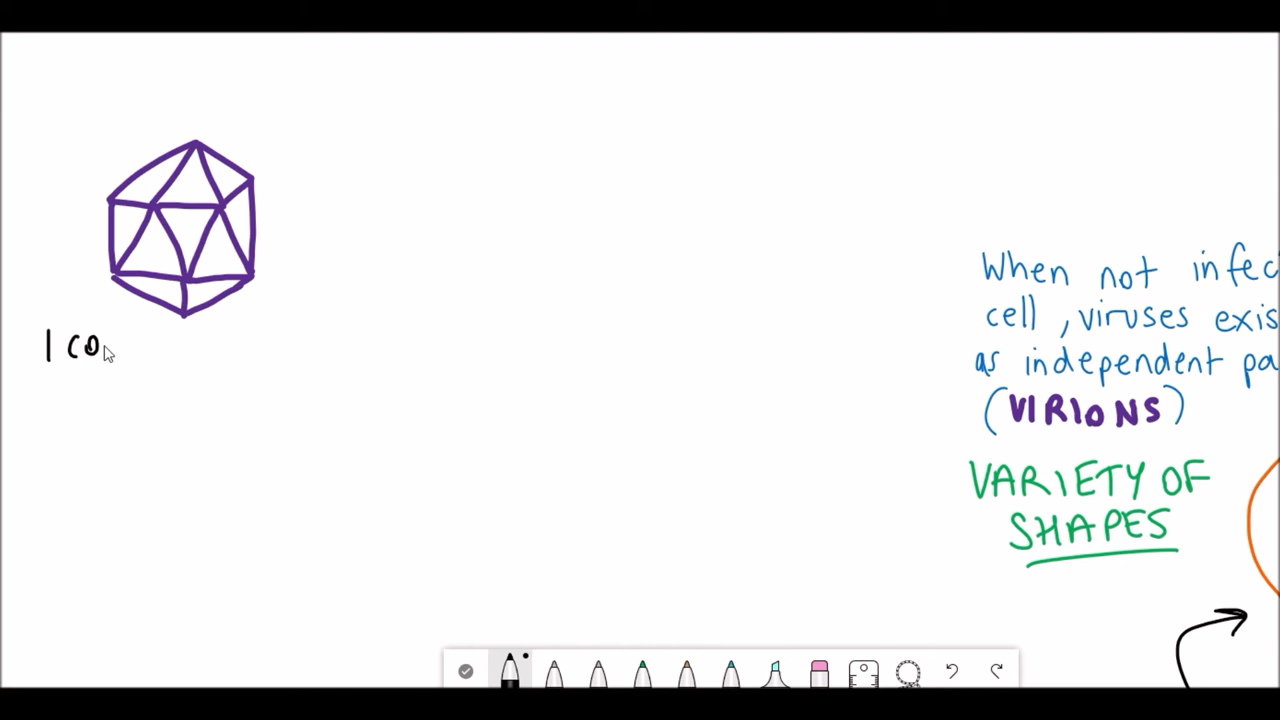 Ico
When not infec
cell, viruses exis
as independent pa
(VIRIONS)
VARIETY OF
SHAPES